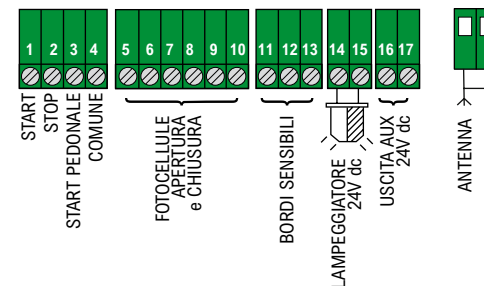 1 2 3 4 5 6 7 8 9 10 11 12 13 14 15 16 17
START
STOP
START PEDONALE
COMUNE
FOTOCELLULE
APERTURA
e CHIUSURA
BORDI SENSIBILI
LAMPEGGIATORE
24V dc
USCITA AUX
24V dc
ANTENNA